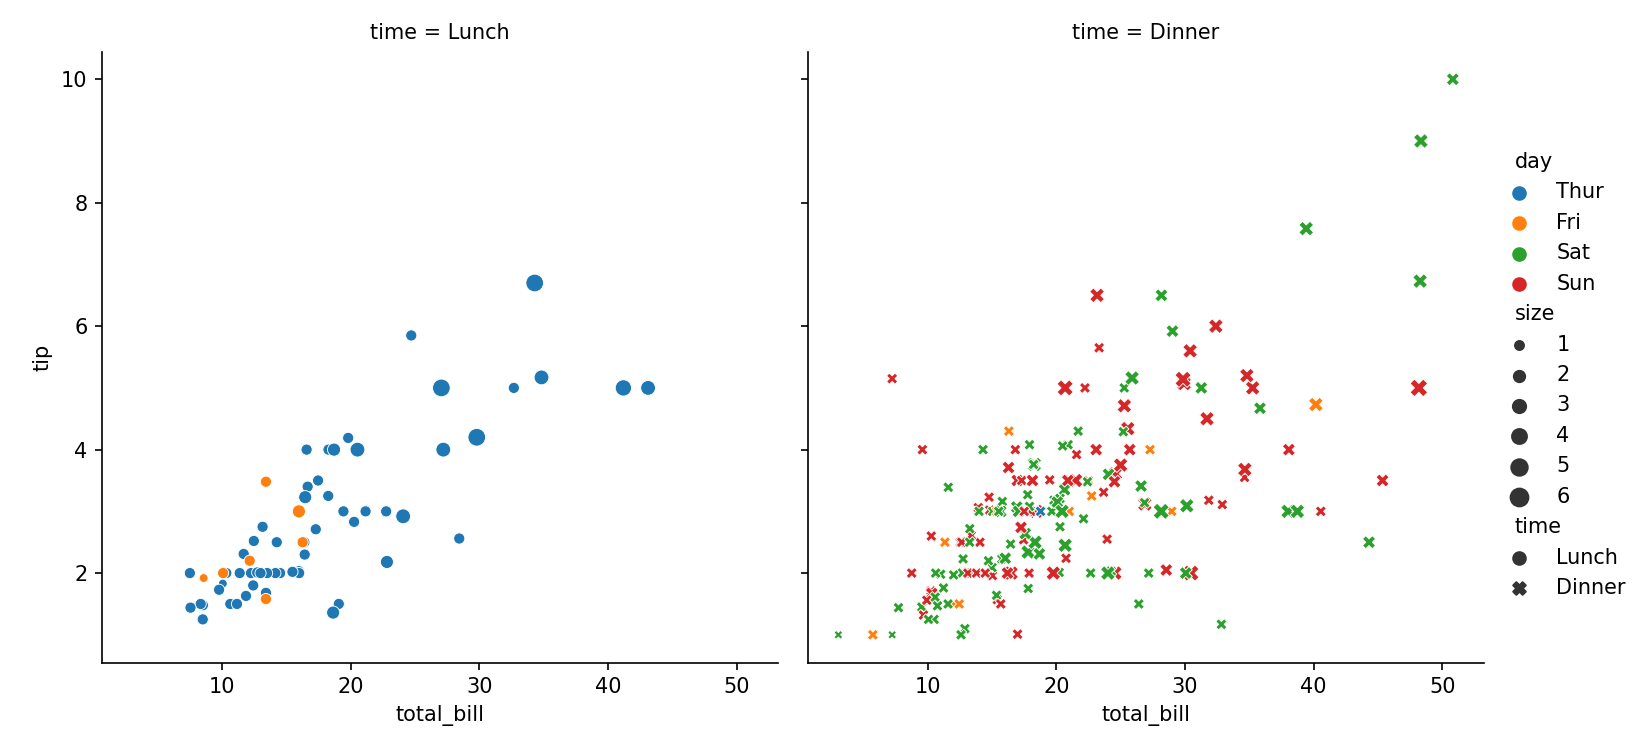 time = Lunch
10
8
6
4
2
tip
10 20 30 40 50
total_bill
time = Dinner
10 20 30 40 50
total_bill
day
Thur
Fri
Sat
Sun
size
1
2
3
4
5
6
time
Lunch
Dinner